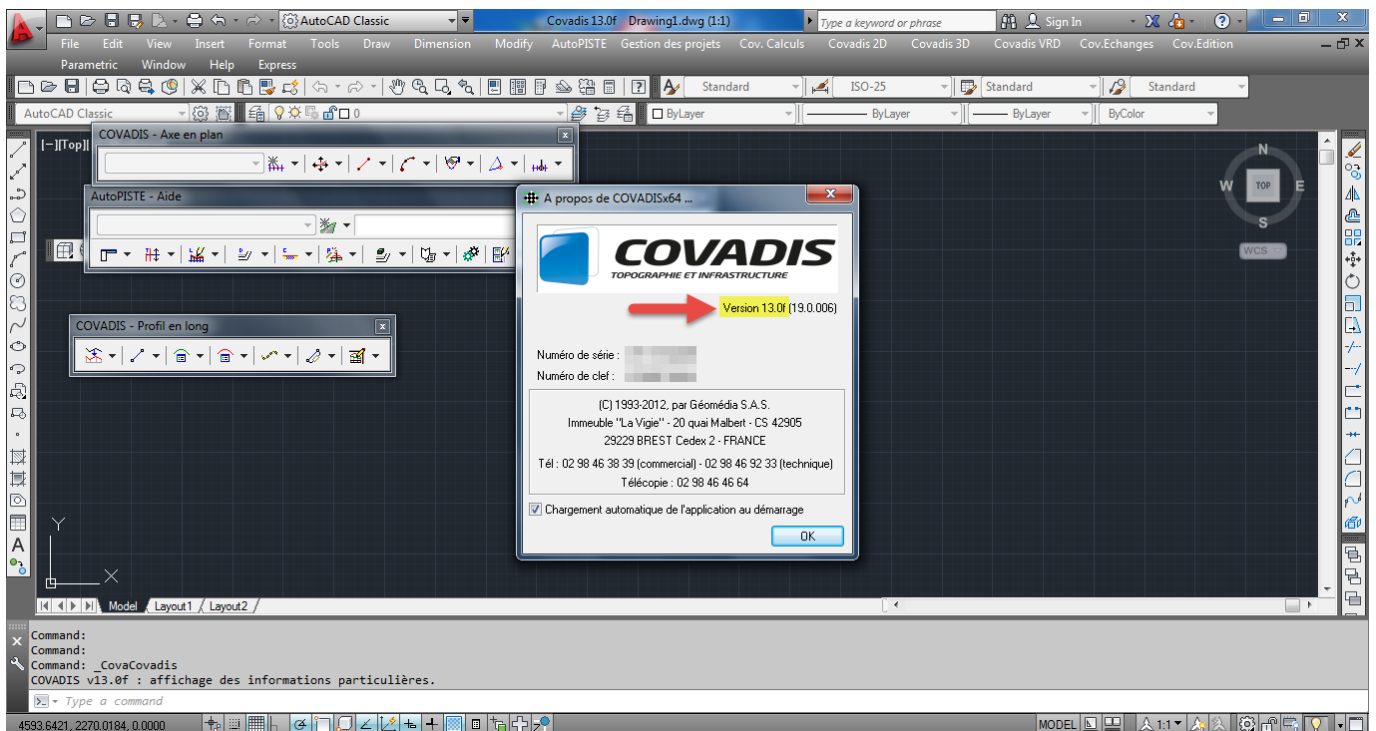 AutoCAD Classic
Covadis 13.0f Drawing1.dwg (1:1)
Type a keyword or phrase
Sign In
File Edit View Insert Format Tools Draw Dimension Modify AutoPISTE Gestion des projets Cov. Calculs Covadis 2D Covadis 3D Covadis VRD Cov.Echanges Cov.Edition
Parametric Window Help Express
Standard ISO-25 Standard Standard
AutoCAD Classic 0 ByLayer ByLayer ByLayer ByColor
[−][Top][
COVADIS - Axe en plan
AutoPISTE - Aide
COVADIS - Profil en long
A propos de COVADISx64 ...
COVADIS
TOPOGRAPHIE ET INFRASTRUCTURE
Version 13.0f (19.0.006)
Numéro de série :
Numéro de clef :
(C) 1993-2012, par Géomédia S.A.S.
Immeuble "La Vigie" - 20 quai Malbert - CS 42905
29229 BREST Cedex 2 - FRANCE
Tél : 02 98 46 38 39 (commercial) - 02 98 46 92 33 (technique)
Télécopie : 02 98 46 46 64
Chargement automatique de l'application au démarrage
OK
N
W TOP E
S
WCS
A
Y
X
Model Layout1 Layout2
Command:
Command:
Command: _CovaCovadis
COVADIS v13.0f : affichage des informations particulières.
Type a command
4593.6421, 2270.0184, 0.0000
MODEL
1:1